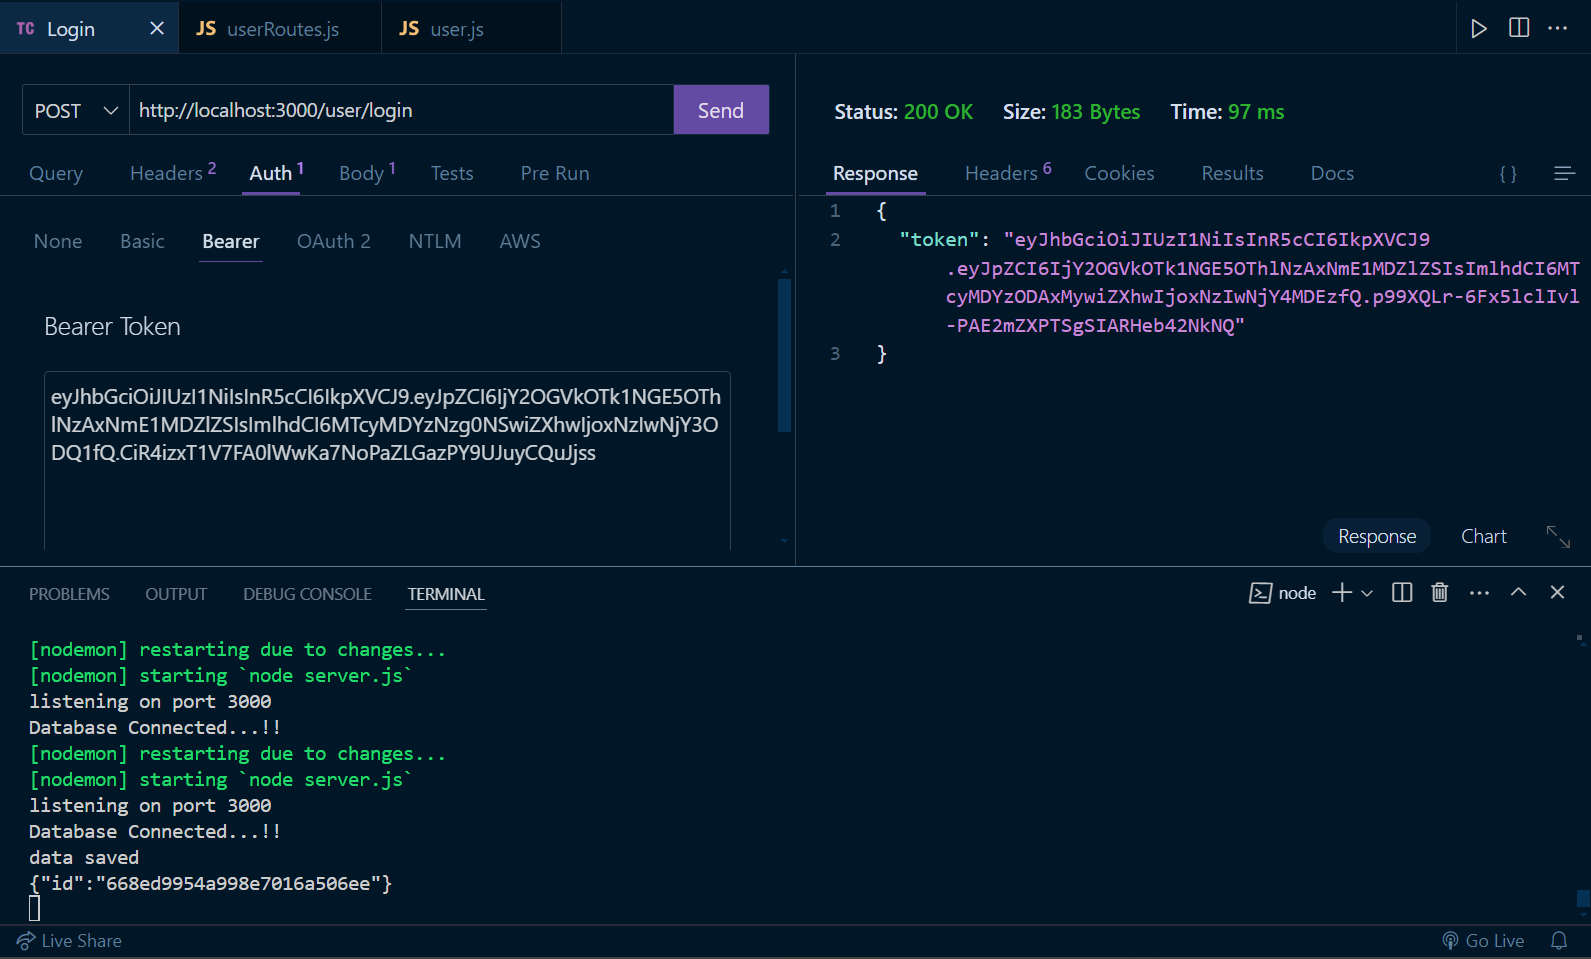 TC Login
JS userRoutes.js
JS user.js
POST
http://localhost:3000/user/login
Send
Query
Headers 2
Auth 1
Body 1
Tests
Pre Run
None
Basic
Bearer
OAuth 2
NTLM
AWS
Bearer Token
eyJhbGciOiJIUzI1NiIsInR5cCI6IkpXVCJ9.eyJpZCI6IjY2OGVkOTk1NGE5OTh
lNzAxNmE1MDZlZSIsImlhdCI6MTcyMDYzNzg0NSwiZXhwIjoxNzIwNjY3O
DQ1fQ.CiR4izxT1V7FA0lWwKa7NoPaZLGazPY9UJuyCQuJjss
Status: 200 OK
Size: 183 Bytes
Time: 97 ms
Response
Headers 6
Cookies
Results
Docs
{ }
1 {
2 "token": "eyJhbGciOiJIUzI1NiIsInR5cCI6IkpXVCJ9
.eyJpZCI6IjY2OGVkOTk1NGE5OThlNzAxNmE1MDZlZSIsImlhdCI6MT
cyMDYzODAxMywiZXhwIjoxNzIwNjY4MDEzfQ.p99XQLr-6Fx5lclIvl
-PAE2mZXPTSgSIARHeb42NkNQ"
3 }
Response
Chart
PROBLEMS
OUTPUT
DEBUG CONSOLE
TERMINAL
node
[nodemon] restarting due to changes...
[nodemon] starting `node server.js`
listening on port 3000
Database Connected...!!
[nodemon] restarting due to changes...
[nodemon] starting `node server.js`
listening on port 3000
Database Connected...!!
data saved
{"id":"668ed9954a998e7016a506ee"}
Live Share
Go Live